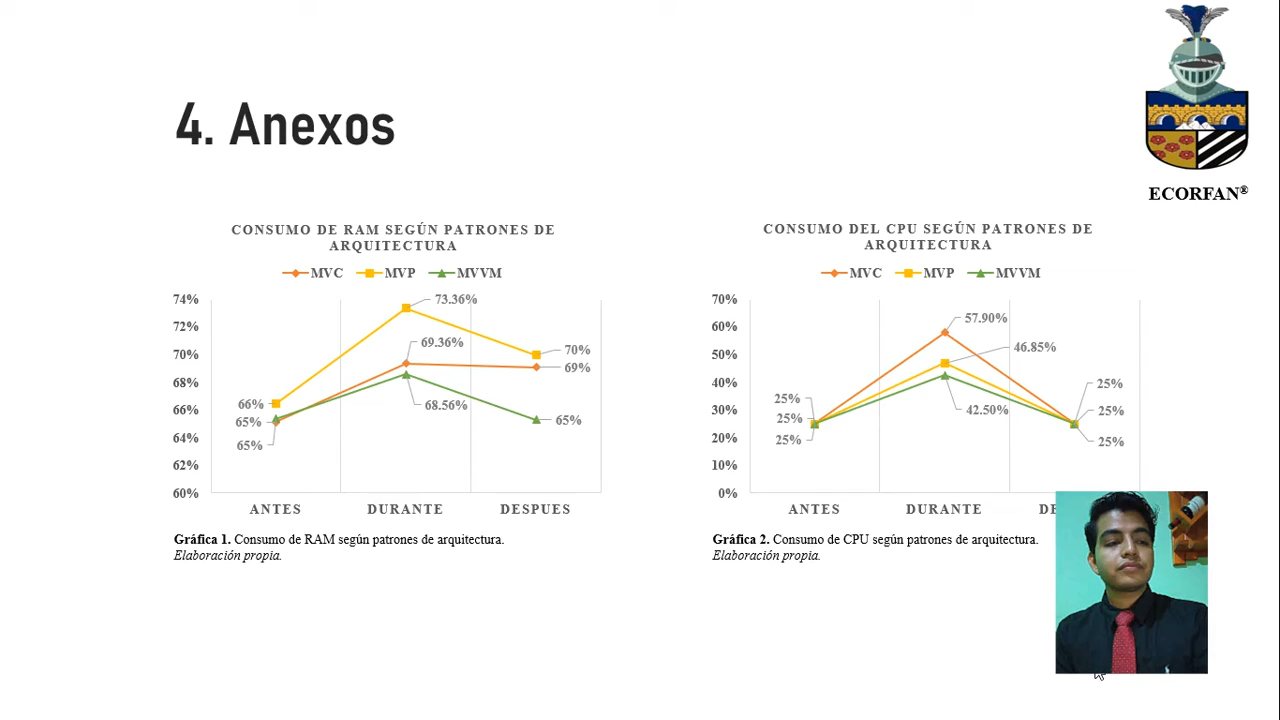 4. Anexos
ECORFAN®
CONSUMO DE RAM SEGÚN PATRONES DE
ARQUITECTURA
MVC MVP MVVM
74%
72%
70%
68%
66%
64%
62%
60%
73.36%
69.36%
68.56%
66%
65%
65%
70%
69%
65%
ANTES DURANTE DESPUES
Gráfica 1. Consumo de RAM según patrones de arquitectura.
Elaboración propia.
CONSUMO DEL CPU SEGÚN PATRONES DE
ARQUITECTURA
MVC MVP MVVM
70%
60%
50%
40%
30%
20%
10%
0%
57.90%
46.85%
42.50%
25%
25%
25%
25%
25%
25%
ANTES DURANTE DE
Gráfica 2. Consumo de CPU según patrones de arquitectura.
Elaboración propia.